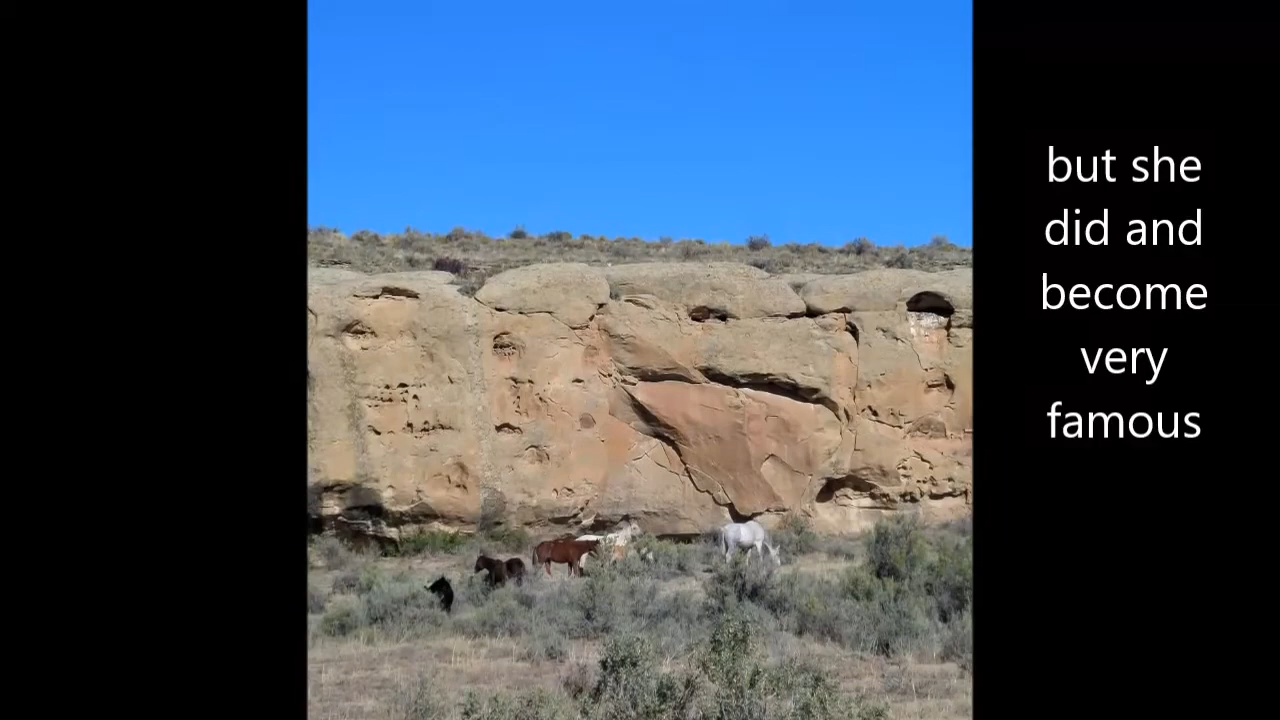 but she
did and
become
very
famous